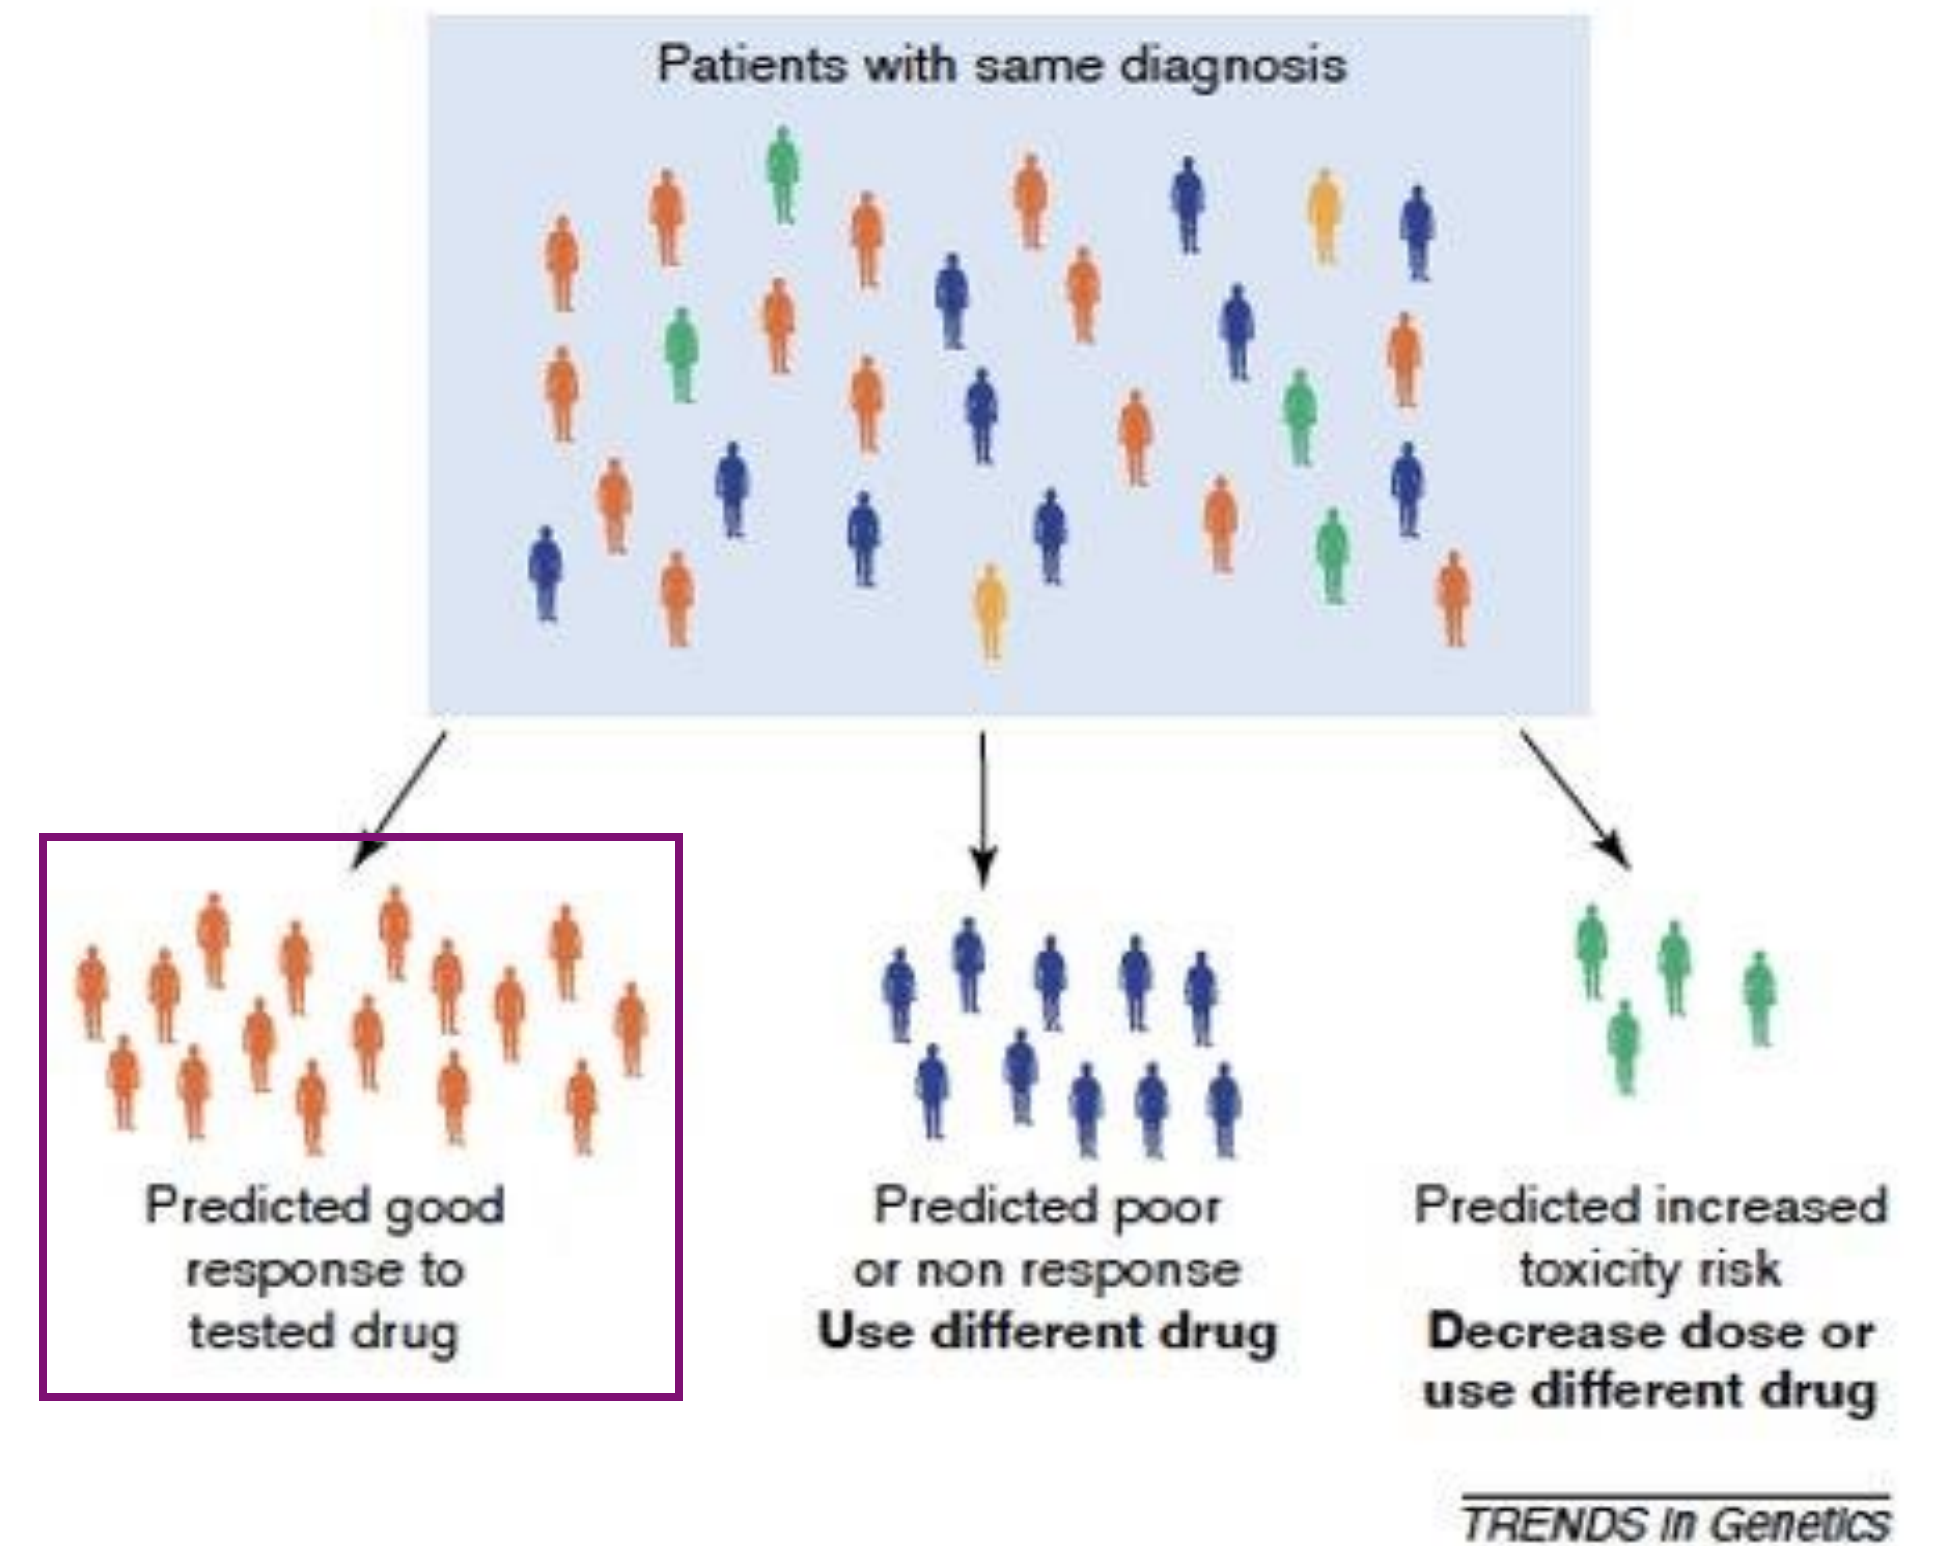 Patients with same diagnosis
Predicted good
response to
tested drug
Predicted poor
or non response
Use different drug
Predicted increased
toxicity risk
Decrease dose or
use different drug
TRENDS in Genetics